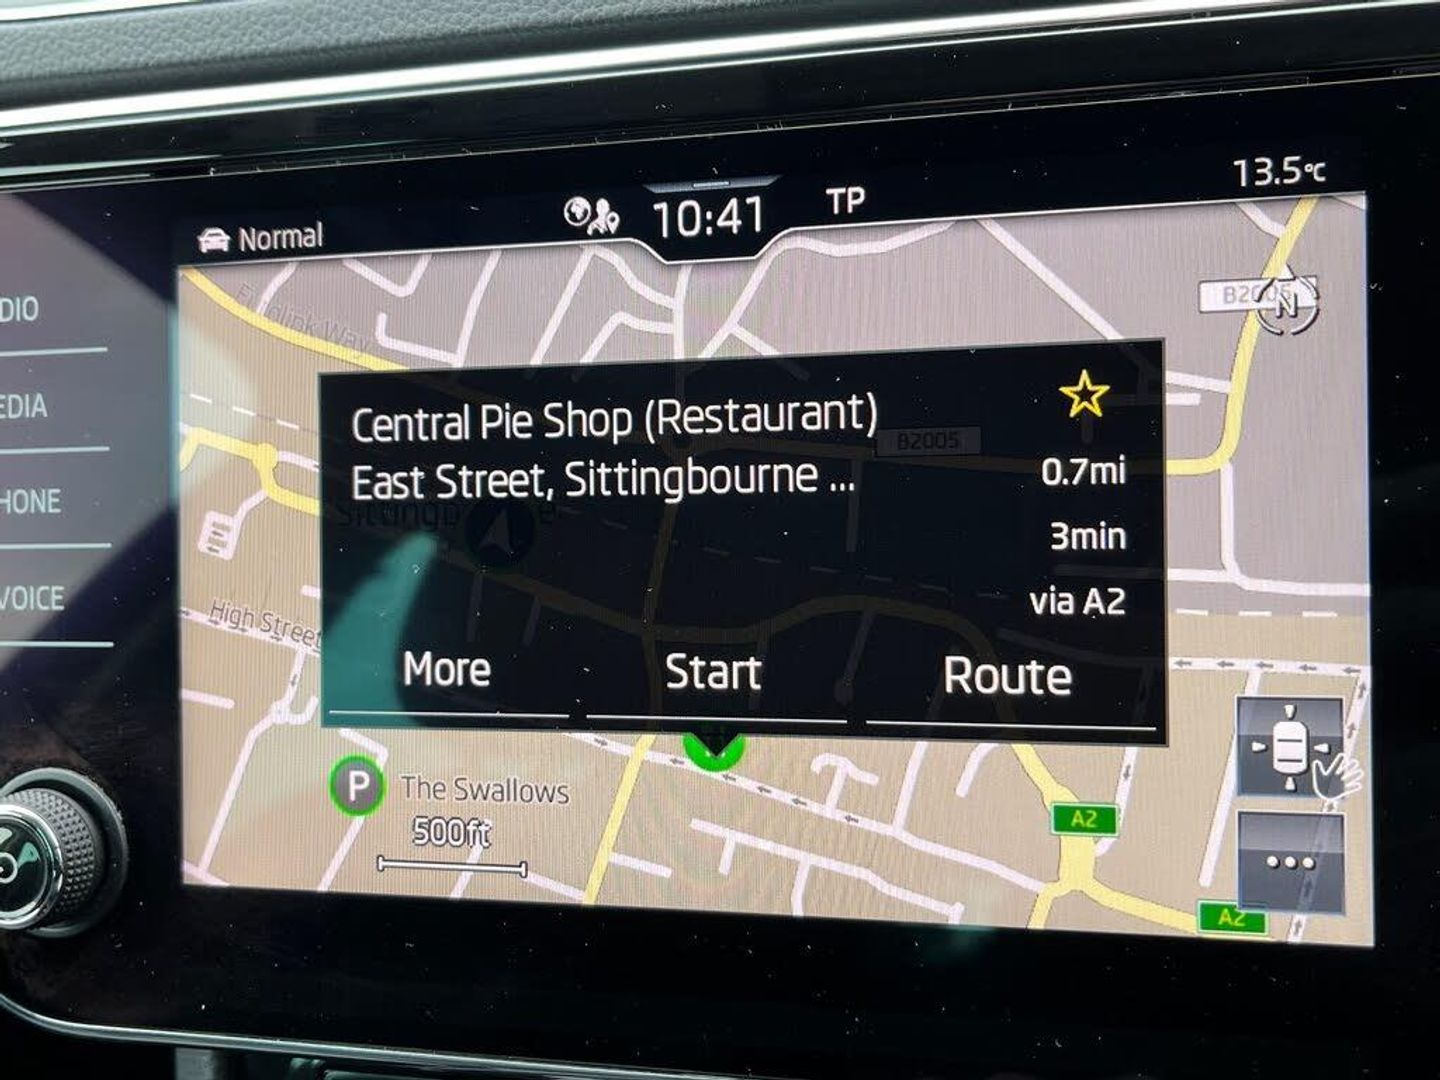 13.5°C
Normal
10:41
TP
DIO
EDIA
HONE
VOICE
B2005
N
Central Pie Shop (Restaurant)
B2005
East Street, Sittingbourne ...
0.7mi
3min
via A2
High Street
More
Start
Route
P
The Swallows
500ft
A2
A2